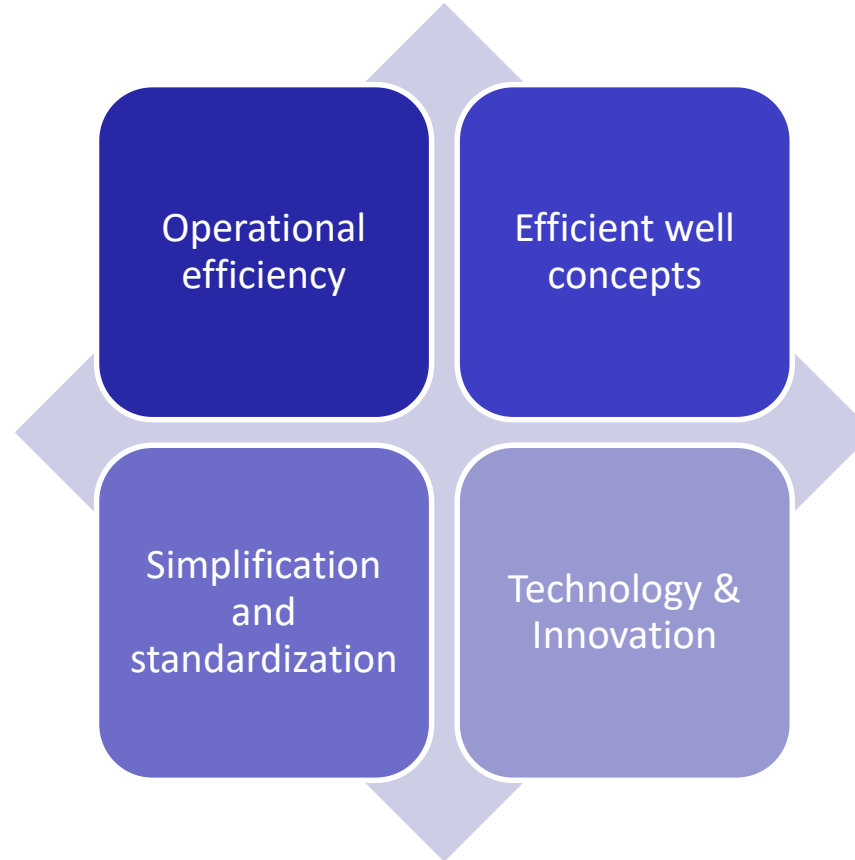 Operational
efficiency
Efficient well
concepts
Simplification
and
standardization
Technology &
Innovation